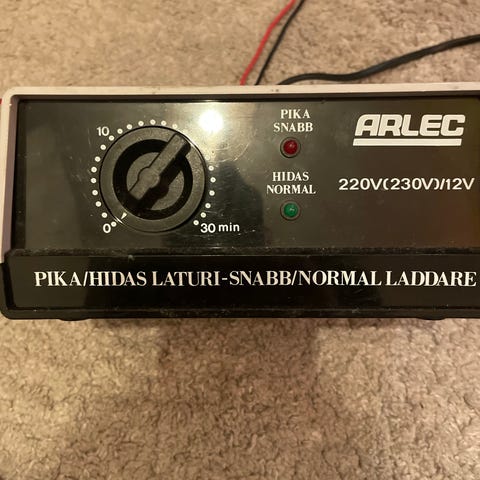 PIKA
SNABB
ARLEC
10
HIDAS
NORMAL
220V(230V)/12V
0
30 min
PIKA/HIDAS LATURI-SNABB/NORMAL LADDARE